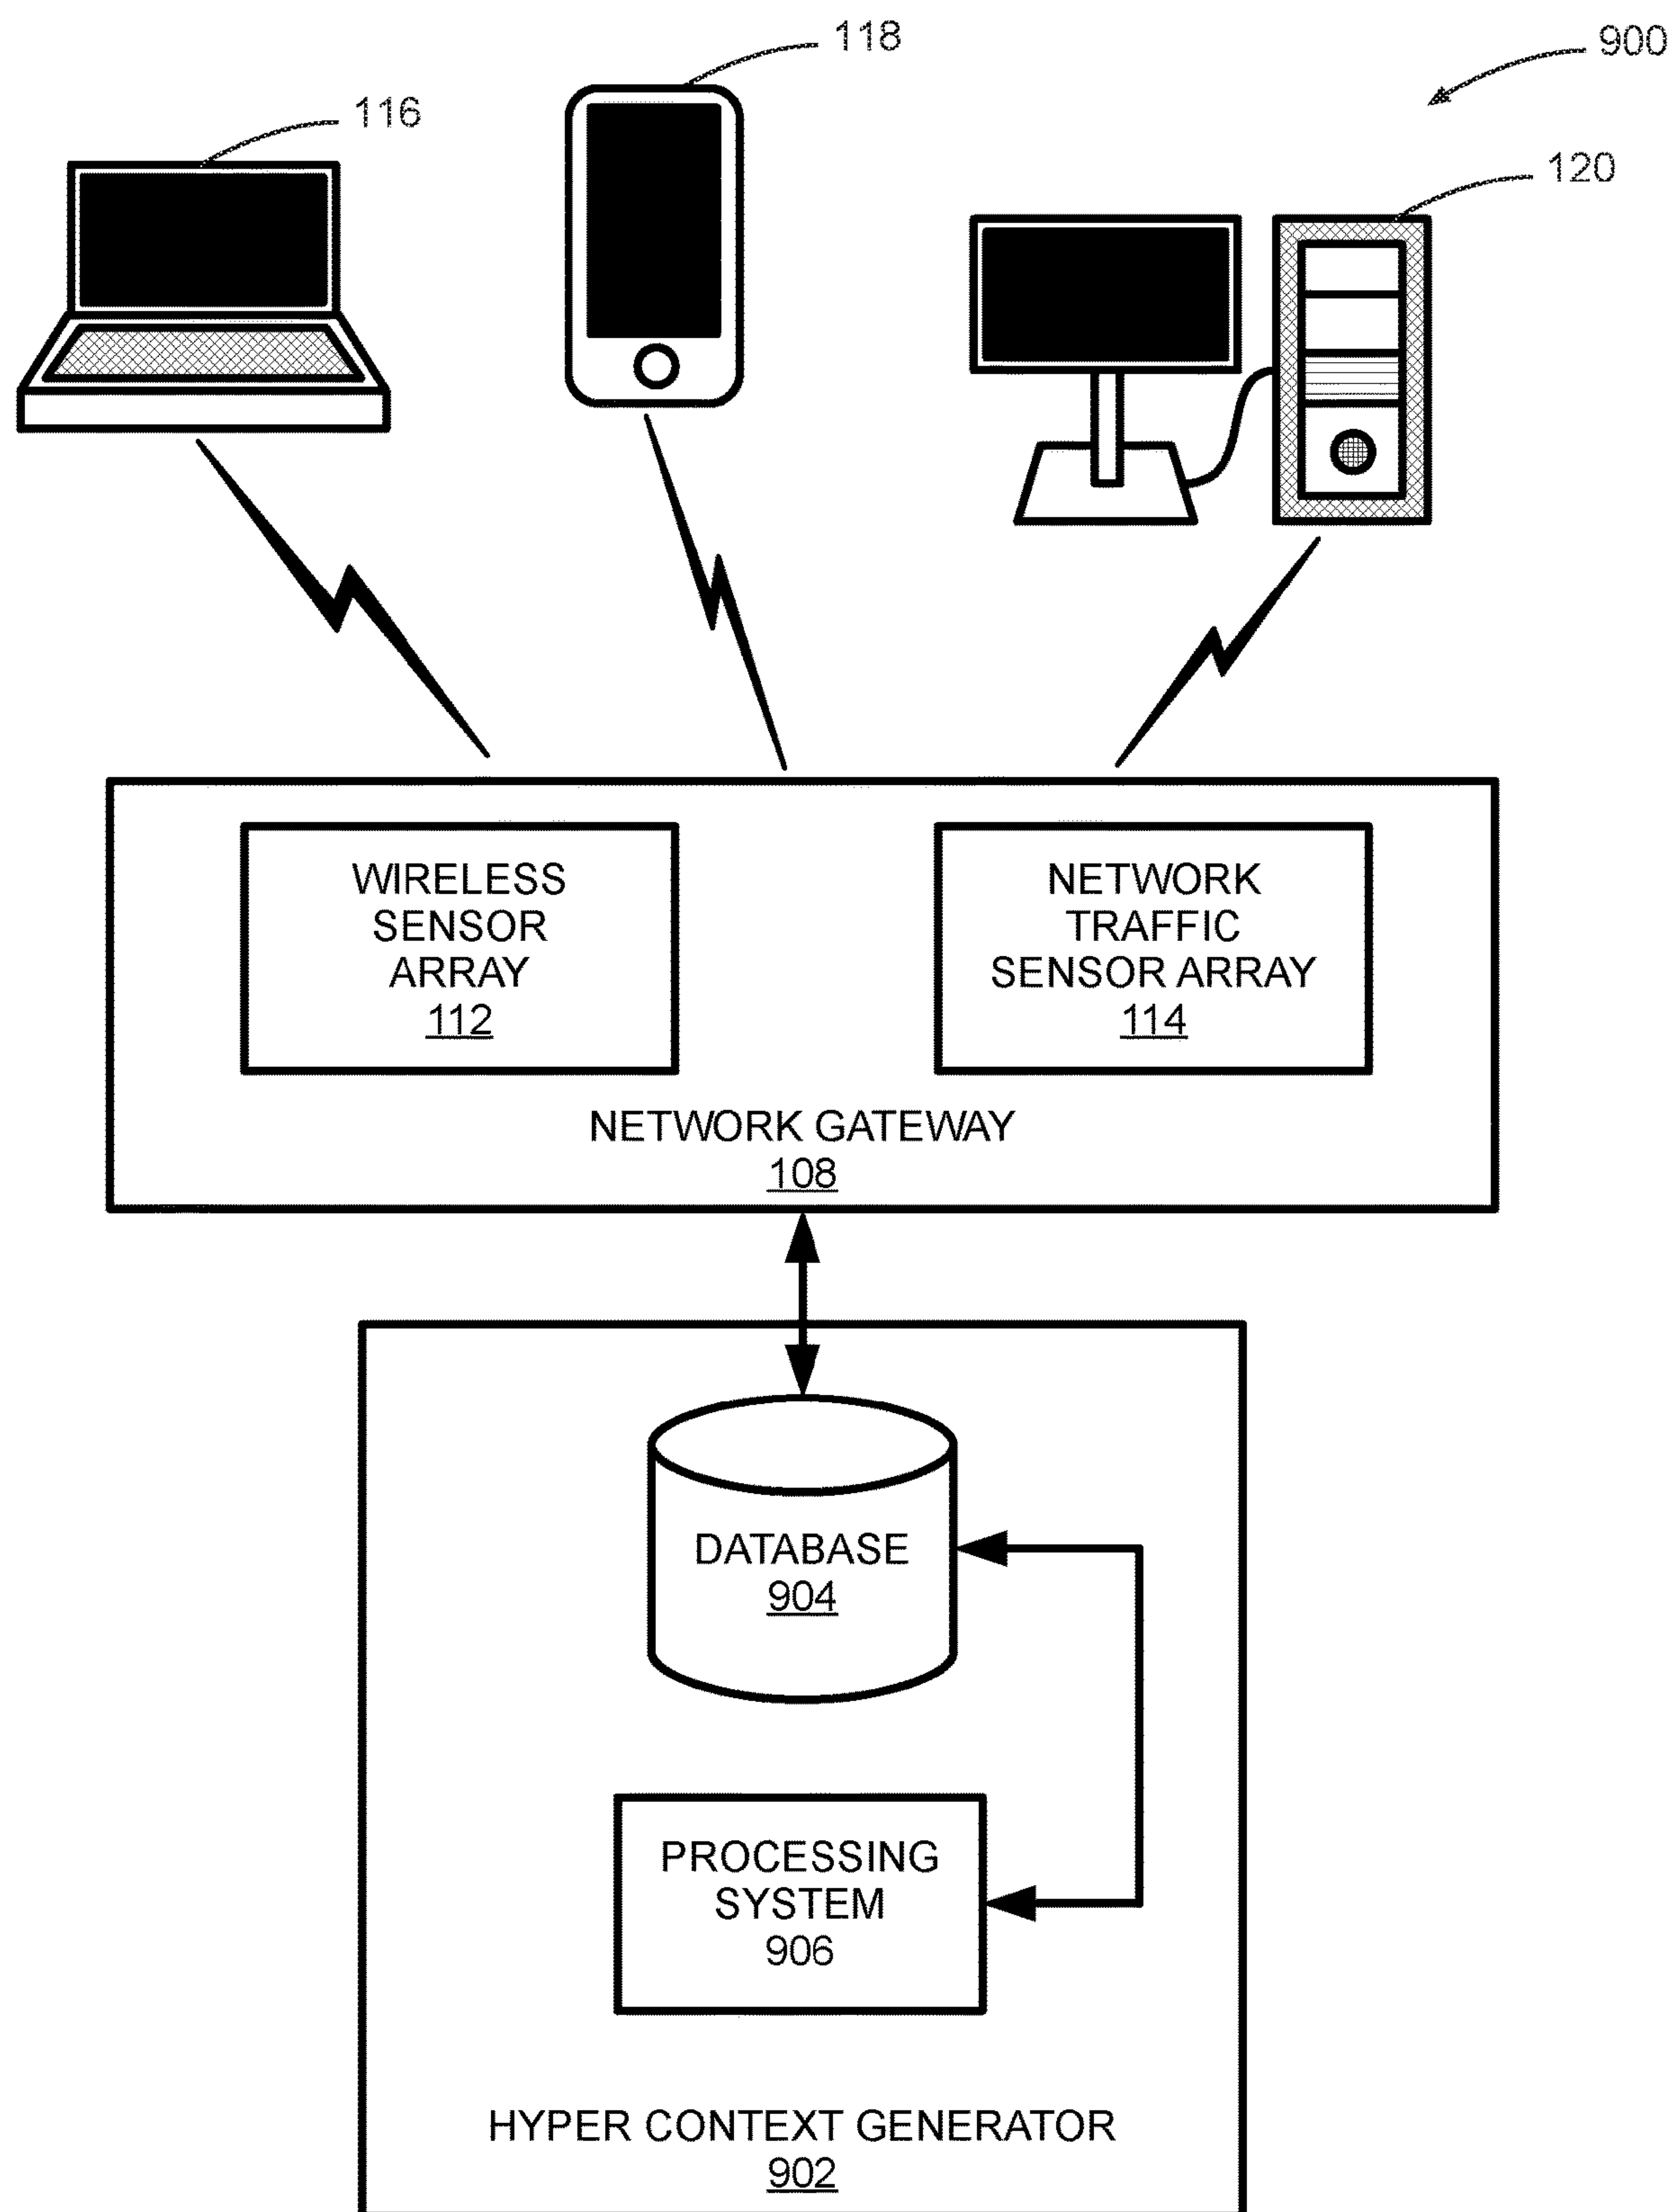 118
900
116
120
WIRELESS
SENSOR
ARRAY
112
NETWORK
TRAFFIC
SENSOR ARRAY
114
NETWORK GATEWAY
108
DATABASE
904
PROCESSING
SYSTEM
906
HYPER CONTEXT GENERATOR
902